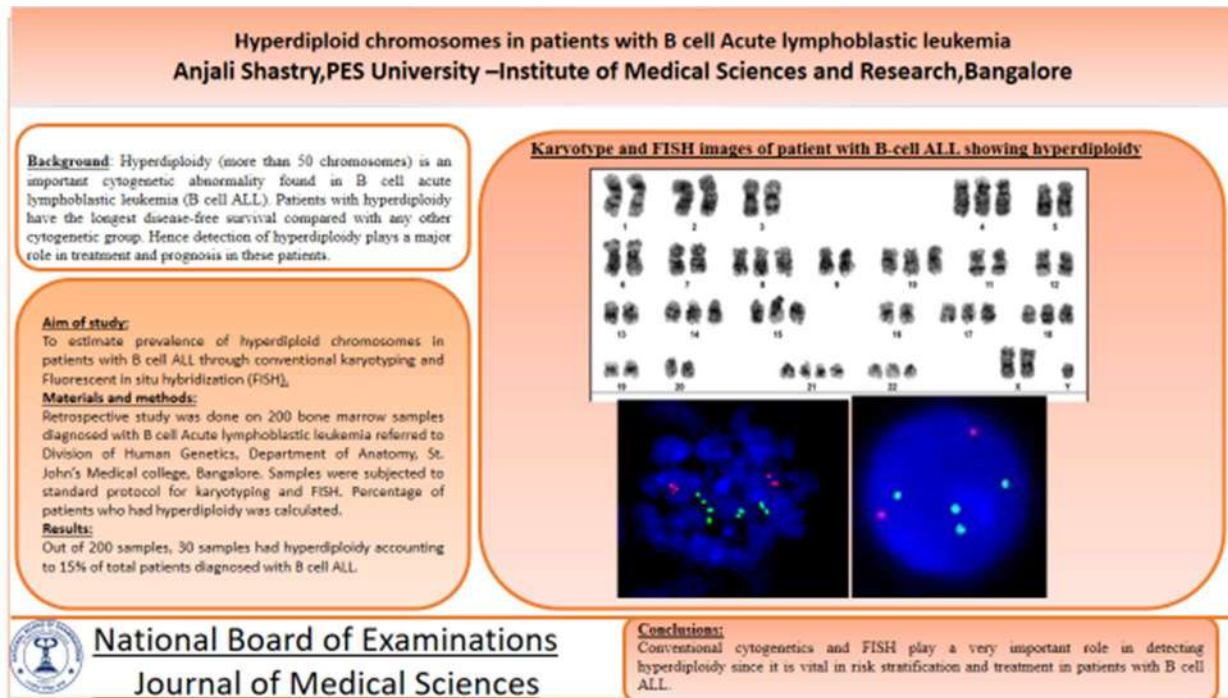 Hyperdiploid chromosomes in patients with B cell Acute lymphoblastic leukemia
Anjali Shastry,PES University –Institute of Medical Sciences and Research,Bangalore
Background: Hyperdiploidy (more than 50 chromosomes) is an
important cytogenetic abnormality found in B cell acute
lymphoblastic leukemia (B cell ALL). Patients with hyperdiploidy
have the longest disease-free survival compared with any other
cytogenetic group. Hence detection of hyperdiploidy plays a major
role in treatment and prognosis in these patients.
Aim of study:
To estimate prevalence of hyperdiploid chromosomes in
patients with B cell ALL through conventional karyotyping and
Fluorescent in situ hybridization (FISH).
Materials and methods:
Retrospective study was done on 200 bone marrow samples
diagnosed with B cell Acute lymphoblastic leukemia referred to
Division of Human Genetics, Department of Anatomy, St.
John's Medical college, Bangalore. Samples were subjected to
standard protocol for karyotyping and FISH. Percentage of
patients who had hyperdiploidy was calculated.
Results:
Out of 200 samples, 30 samples had hyperdiploidy accounting
to 15% of total patients diagnosed with B cell ALL.
Karyotype and FISH images of patient with B-cell ALL showing hyperdiploidy
1 2 3 4 5
6 7 8 9 10 11 12
13 14 15 16 17 18
19 20 21 22 X Y
National Board of Examinations
Journal of Medical Sciences
Conclusions:
Conventional cytogenetics and FISH play a very important role in detecting
hyperdiploidy since it is vital in risk stratification and treatment in patients with B cell
ALL.